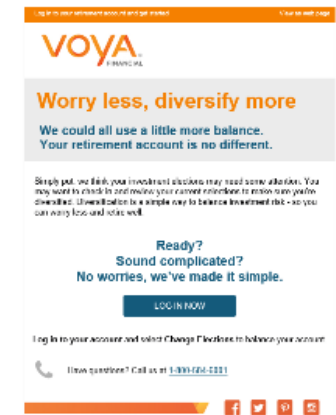 Log in to your retirement account and get started
View as web page
VOYA
FINANCIAL
Worry less, diversify more
We could all use a little more balance.
Your retirement account is no different.
Simply put, we think your investment elections may need some attention. You
may want to check in and review your current selections to make sure you're
diversified. Diversification is a simple way to balance investment risk - so you
can worry less and retire well.
Ready?
Sound complicated?
No worries, we've made it simple.
LOG IN NOW
Log in to your account and select Change Elections to balance your account
Have questions? Call us at